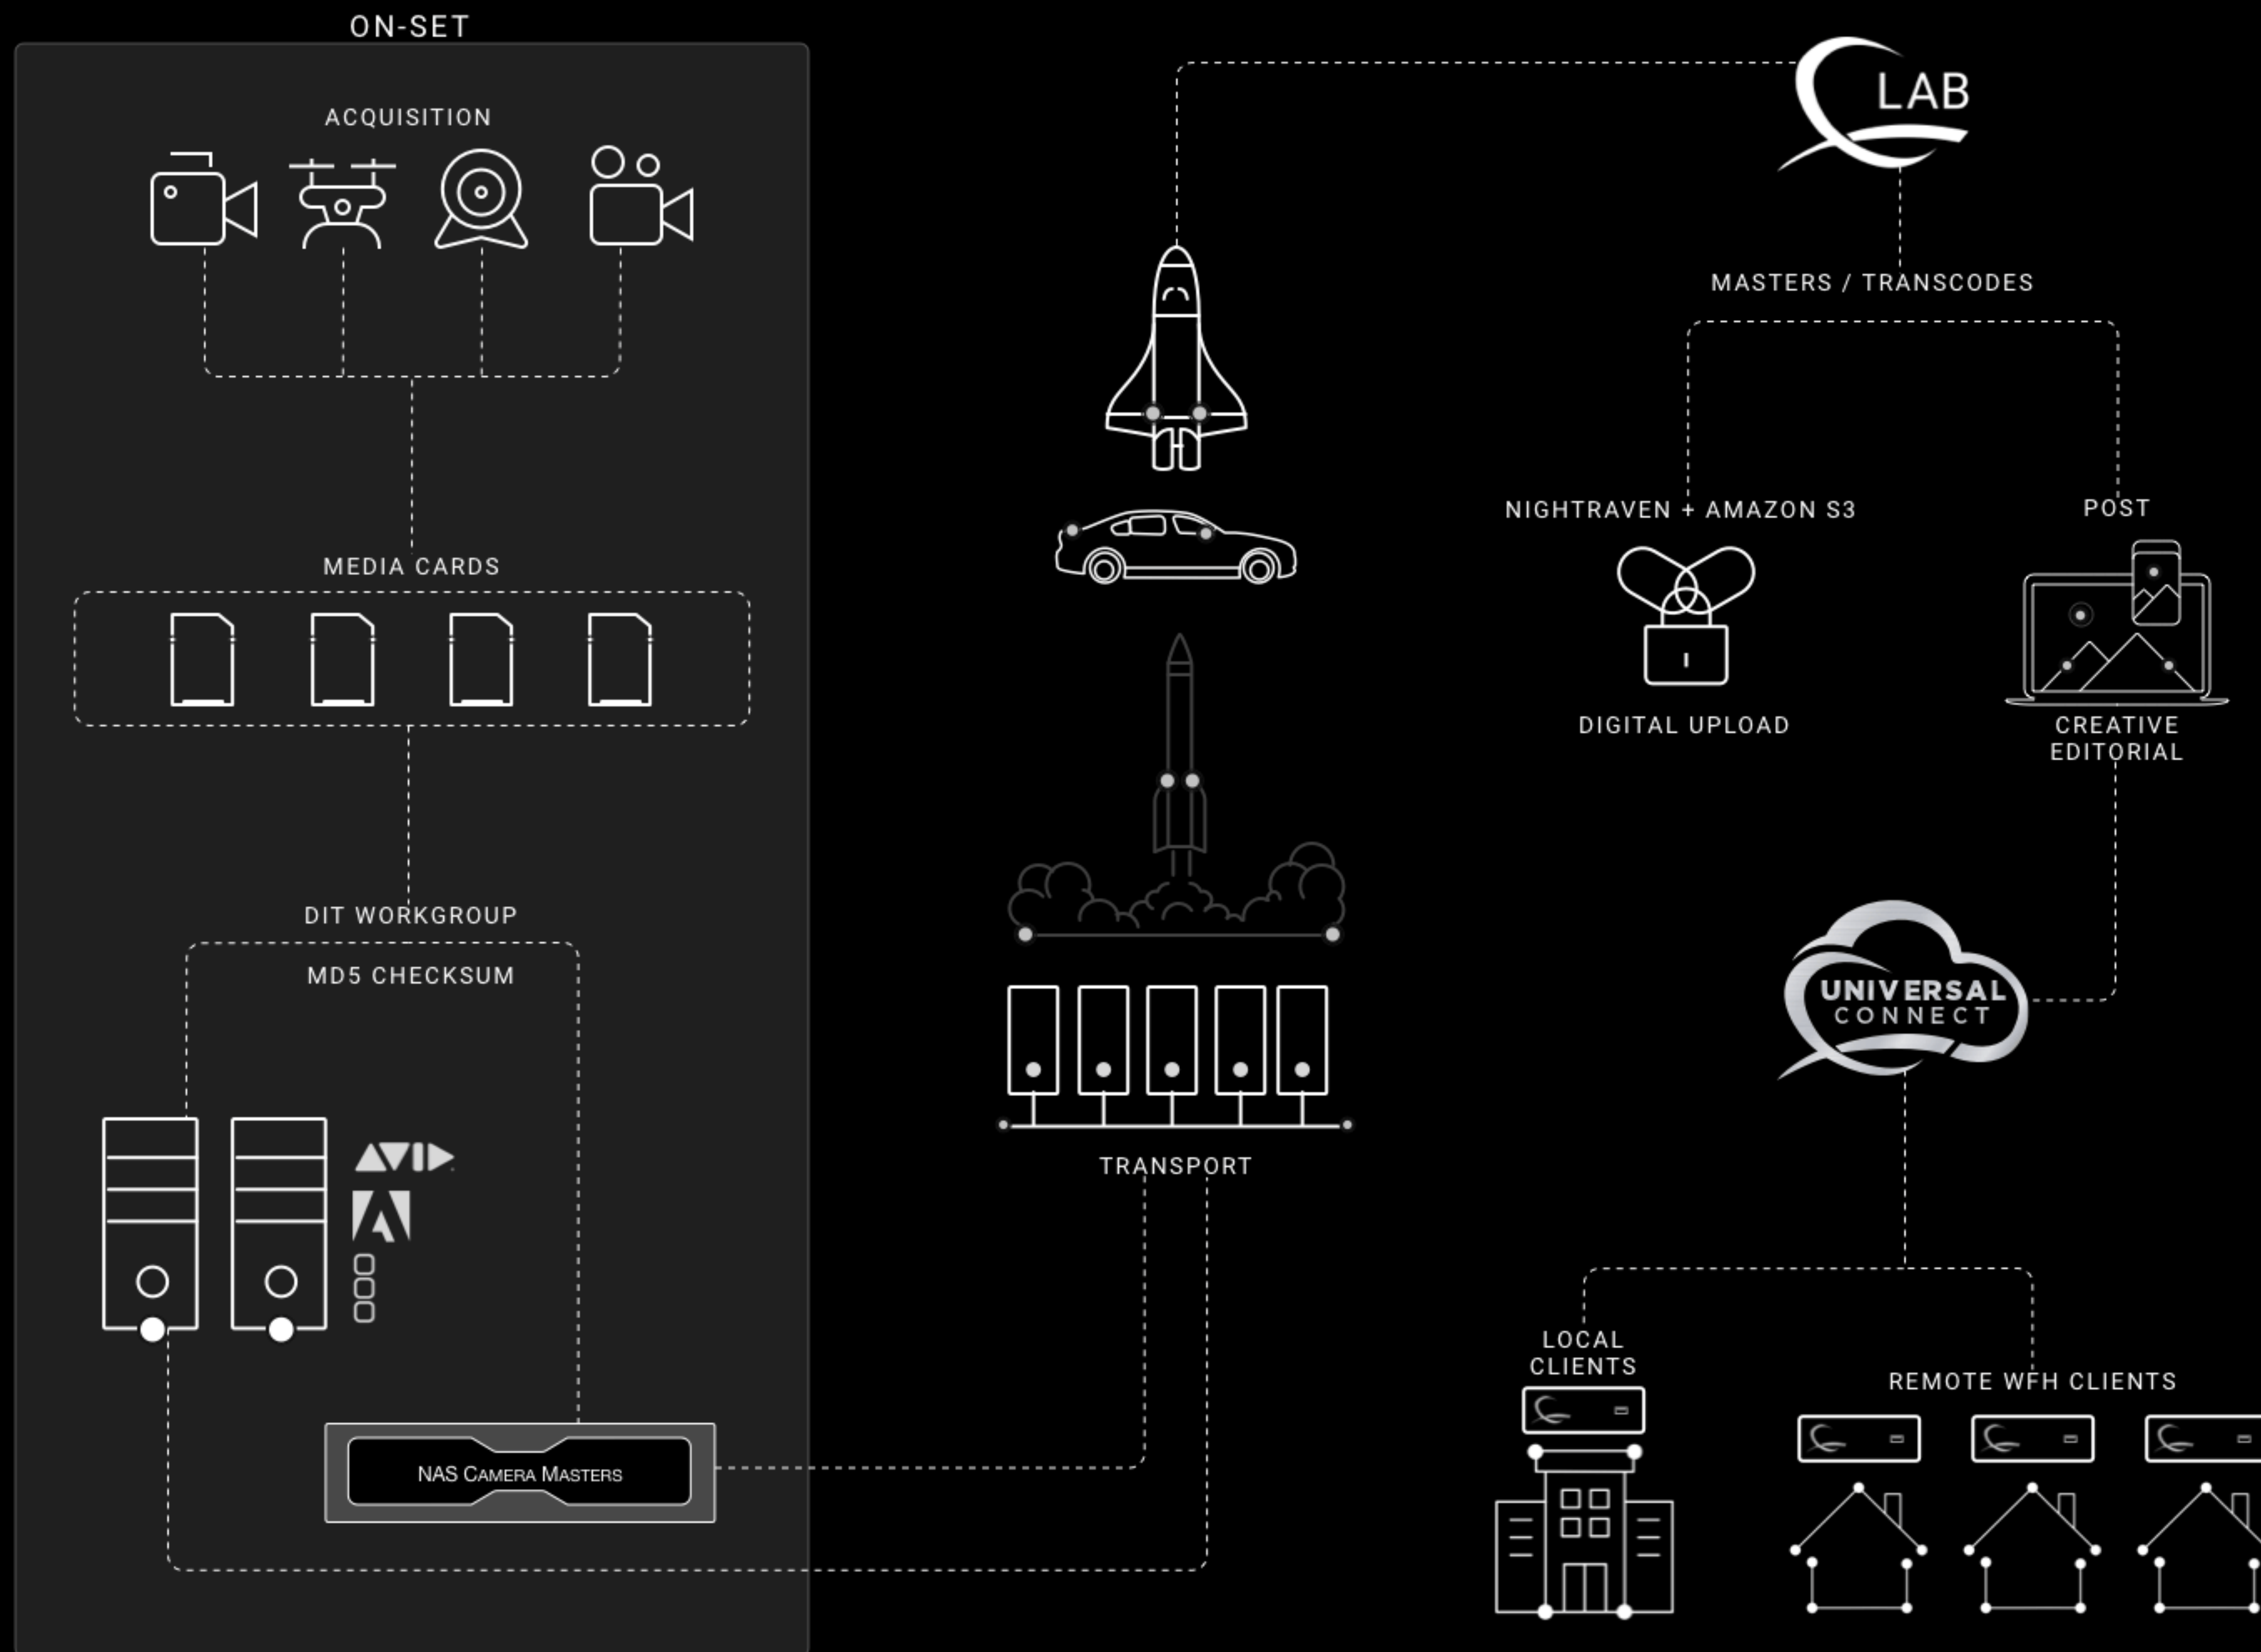 ON-SET
ACQUISITION
MEDIA CARDS
DIT WORKGROUP
MD5 CHECKSUM
AVID
NAS CAMERA MASTERS
TRANSPORT
LAB
MASTERS / TRANSCODES
NIGHTRAVEN + AMAZON S3
DIGITAL UPLOAD
POST
CREATIVE
EDITORIAL
UNIVERSAL
CONNECT
LOCAL
CLIENTS
REMOTE WFH CLIENTS